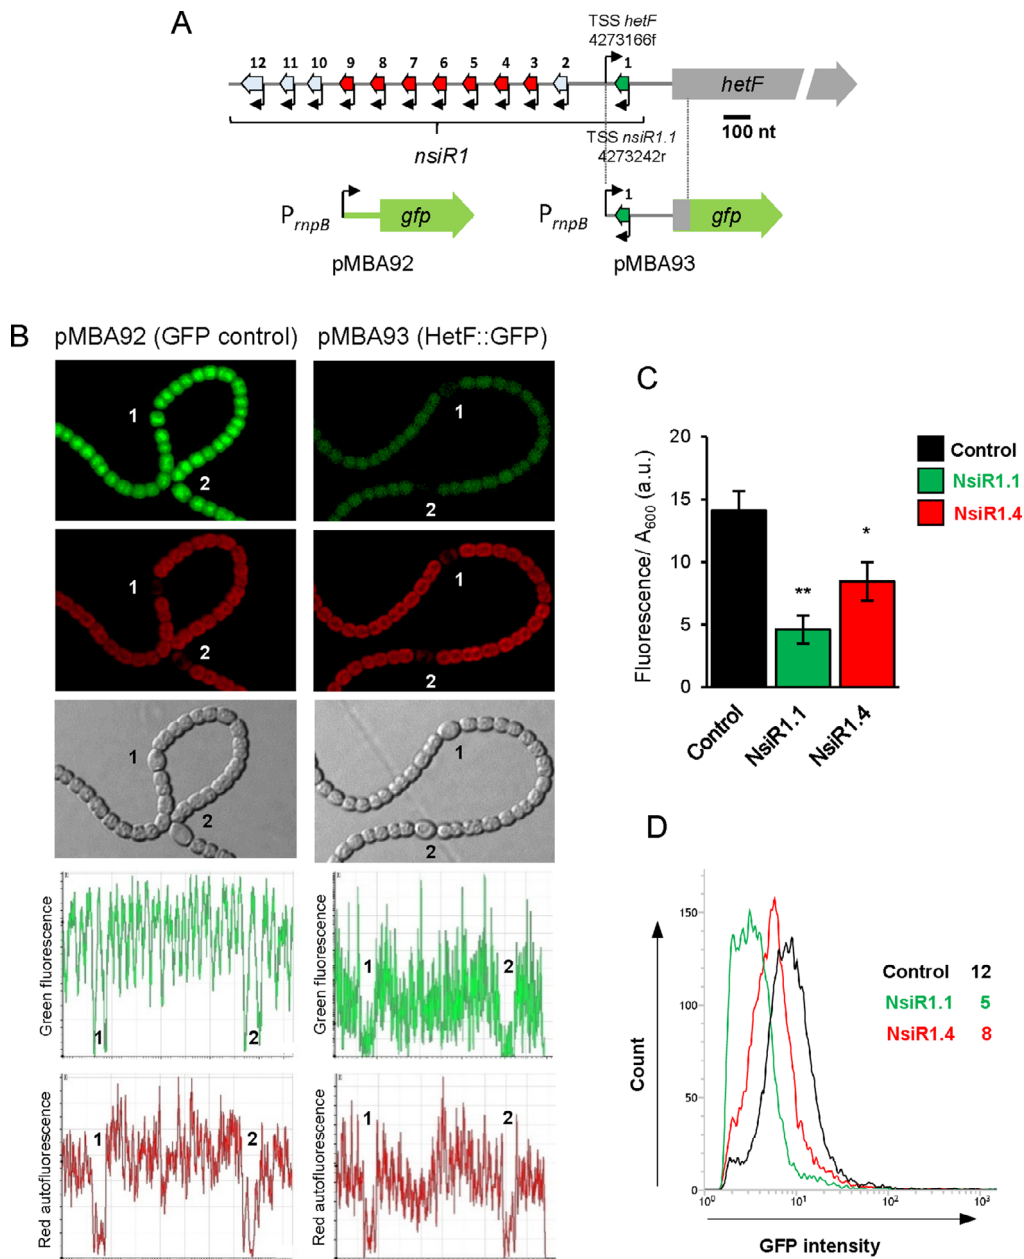 A
TSS hetF
4273166f
12 11 10 9 8 7 6 5 4 3 2 1
hetF
100 nt
nsiR1
TSS nsiR1.1
4273242r
PrnpB
gfp
pMBA92
PrnpB
1
gfp
pMBA93
B
pMBA92 (GFP control)
pMBA93 (HetF::GFP)
1
2
1
2
1
2
1
2
1
2
1
2
Green fluorescence
1
2
Green fluorescence
1
2
Red autofluorescence
1
2
Red autofluorescence
1
2
C
Fluorescence/ A600 (a.u.)
20
15
10
5
0
**
*
Control
NsiR1.1
NsiR1.4
Control
NsiR1.1
NsiR1.4
D
Count
150
100
50
0
10⁰ 10¹ 10² 10³
GFP intensity
Control 12
NsiR1.1 5
NsiR1.4 8